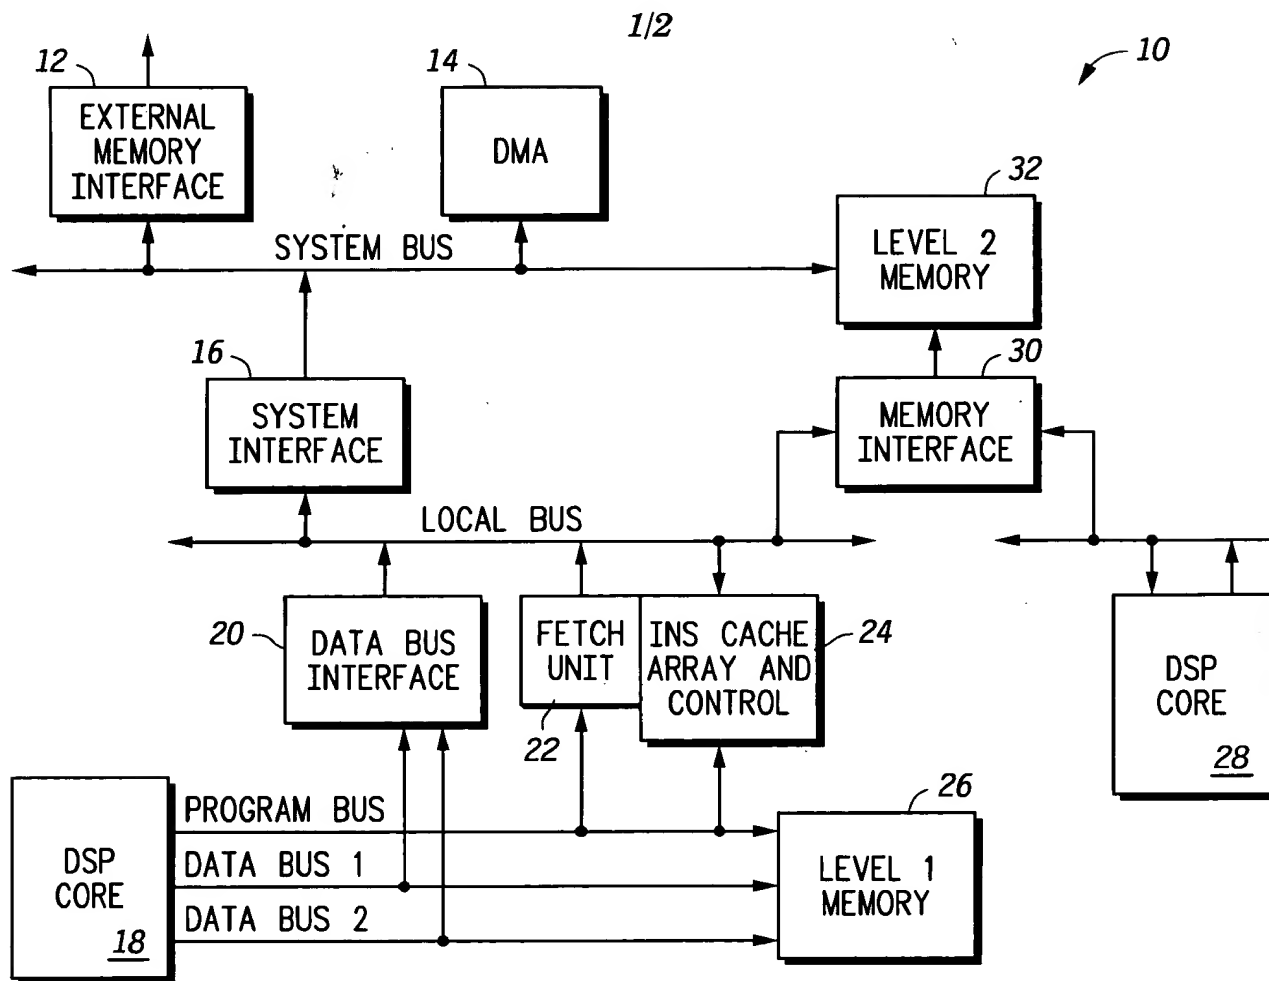 1/2
10
12
EXTERNAL
MEMORY
INTERFACE
14
DMA
32
LEVEL 2
MEMORY
SYSTEM BUS
16
SYSTEM
INTERFACE
30
MEMORY
INTERFACE
LOCAL BUS
20
DATA BUS
INTERFACE
FETCH
UNIT
22
INS CACHE
ARRAY AND
CONTROL
24
DSP
CORE
28
DSP
CORE
18
PROGRAM BUS
DATA BUS 1
DATA BUS 2
26
LEVEL 1
MEMORY